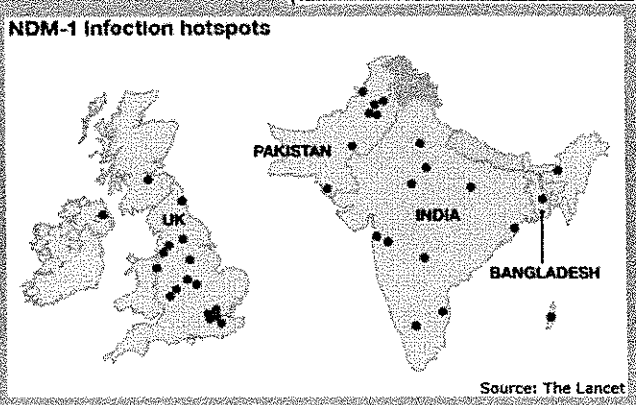 NDM-1 Infection hotspots
PAKISTAN
UK
INDIA
BANGLADESH
Source: The Lancet